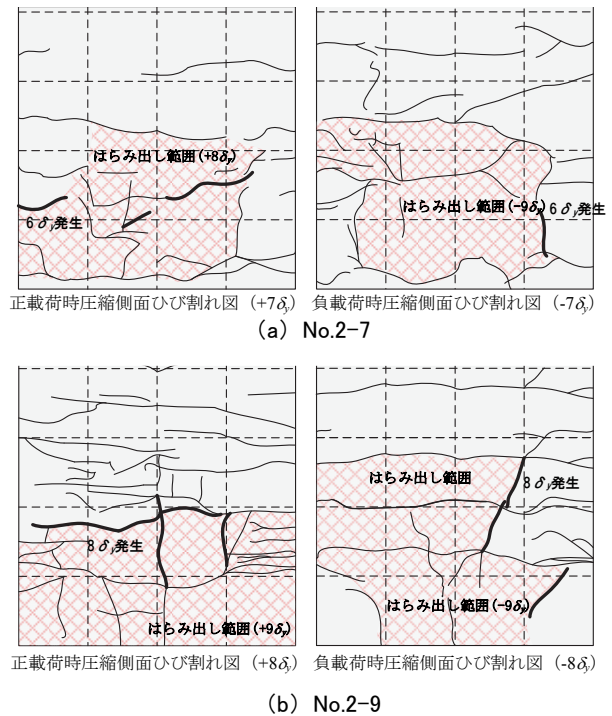 はらみ出し範囲(+8δy)
6δy発生
はらみ出し範囲(-9δy)
6δy発生
正載荷時圧縮側面ひび割れ図（+7δy）
負載荷時圧縮側面ひび割れ図（-7δy）
(a) No.2-7
8δy発生
はらみ出し範囲(+9δy)
はらみ出し範囲
8δy発生
はらみ出し範囲(-9δy)
正載荷時圧縮側面ひび割れ図（+8δy）
負載荷時圧縮側面ひび割れ図（-8δy）
(b) No.2-9